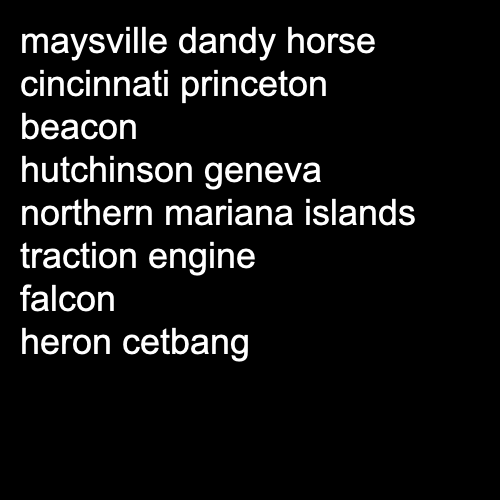 maysville dandy horse
cincinnati princeton
beacon
hutchinson geneva
northern mariana islands
traction engine
falcon
heron cetbang